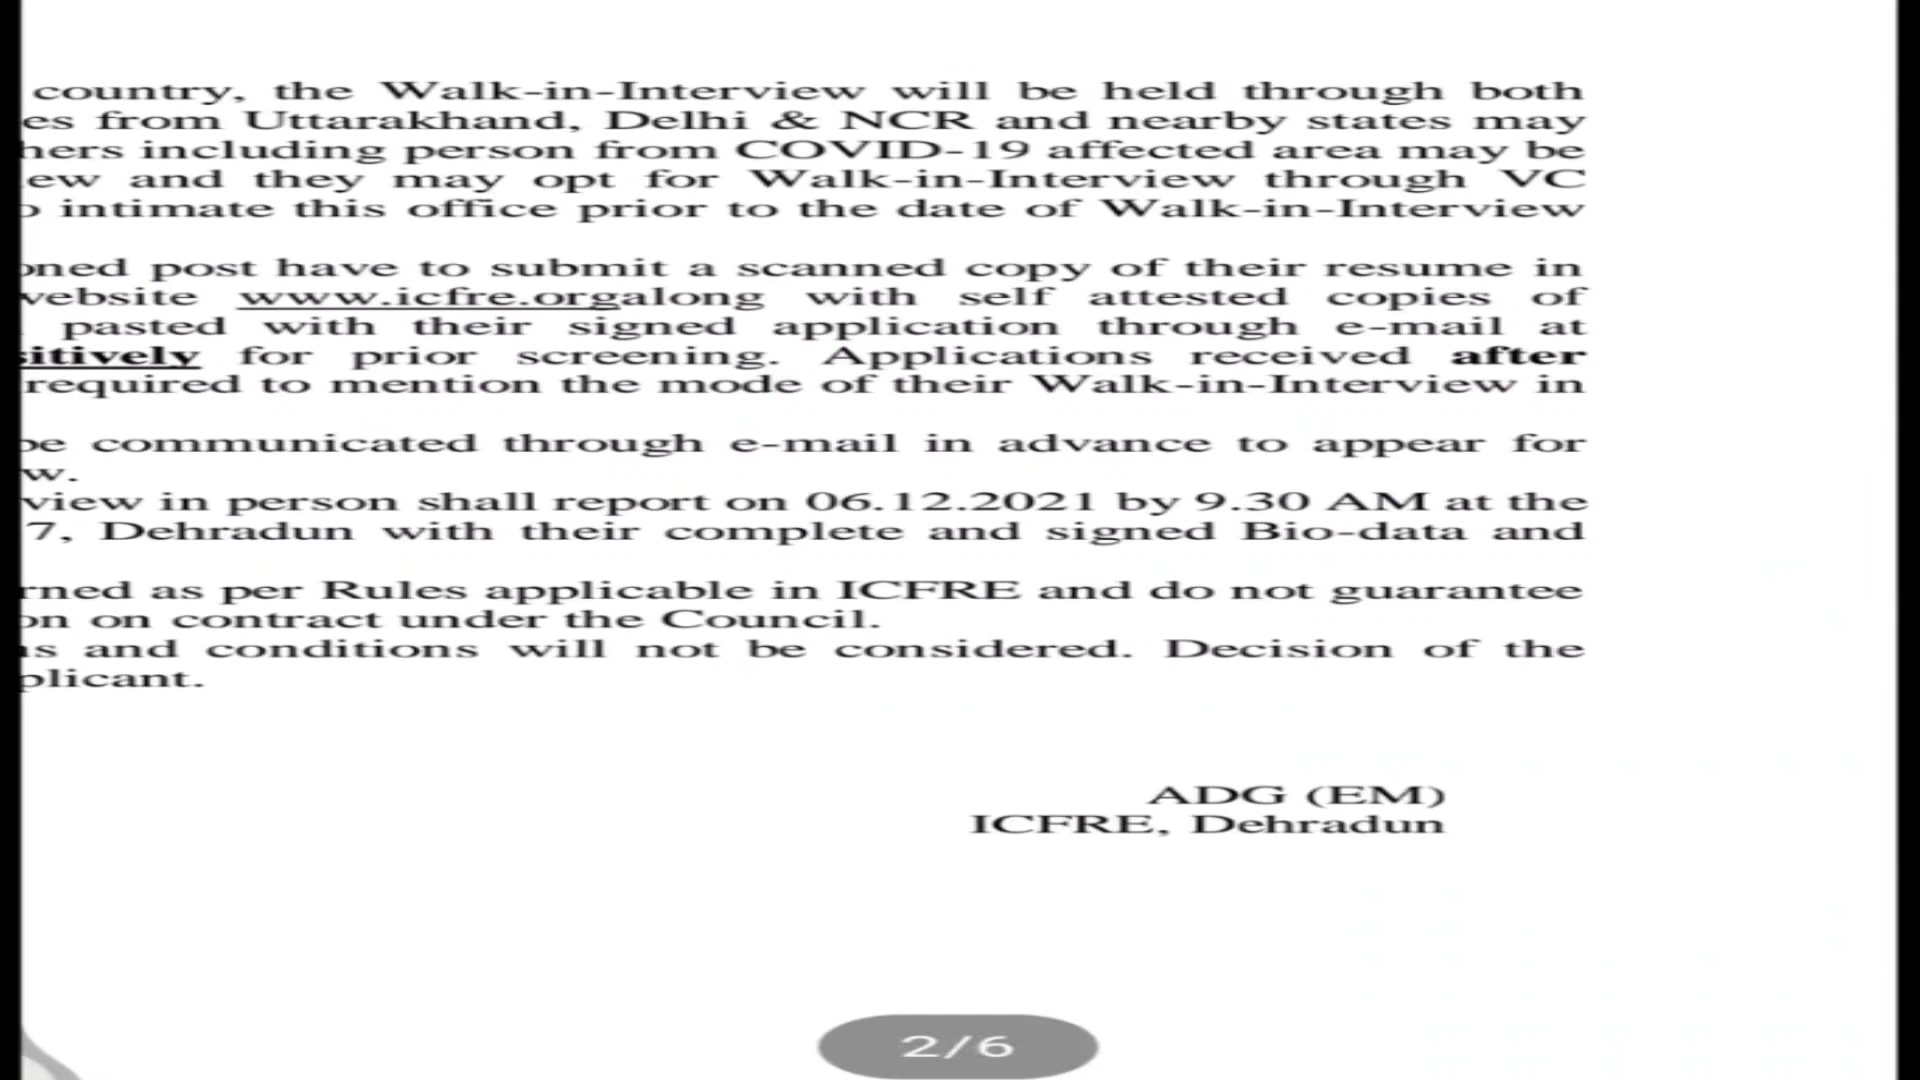 country, the Walk-in-Interview will be held through both
from Uttarakhand, Delhi & NCR and nearby states may
including person from COVID-19 affected area may be
and they may opt for Walk-in-Interview through VC
intimate this office prior to the date of Walk-in-Interview
post have to submit a scanned copy of their resume in
website www.icfre.orgalong with self attested copies of
pasted with their signed application through e-mail at
for prior screening. Applications received after
required to mention the mode of their Walk-in-Interview in
be communicated through e-mail in advance to appear for
w.
view in person shall report on 06.12.2021 by 9.30 AM at the
7, Dehradun with their complete and signed Bio-data and
as per Rules applicable in ICFRE and do not guarantee
on contract under the Council.
and conditions will not be considered. Decision of the
plicant.
ADG (EM)
ICFRE, Dehradun
2/6